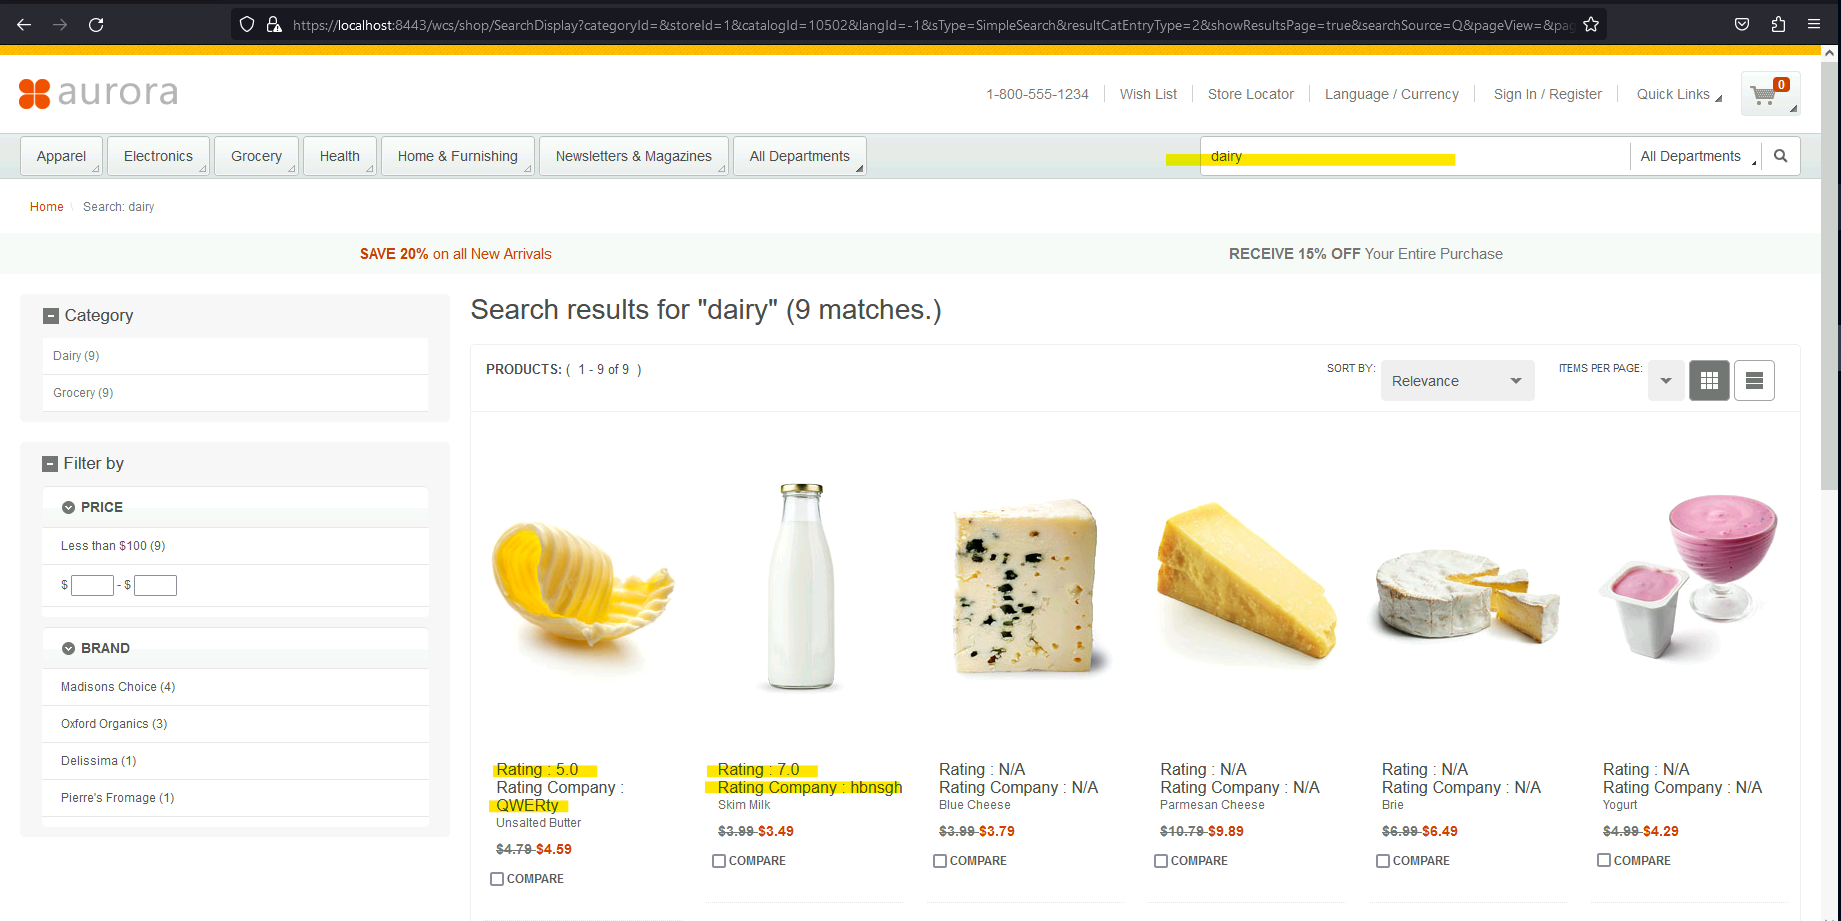 https://localhost:8443/wcs/shop/SearchDisplay?categoryId=&storeId=1&catalogId=10502&langId=-1&sType=SimpleSearch&resultCatEntryType=2&showResultsPage=true&searchSource=Q&pageView=&pag
aurora
1-800-555-1234 Wish List Store Locator Language / Currency Sign In / Register Quick Links 0
Apparel Electronics Grocery Health Home & Furnishing Newsletters & Magazines All Departments dairy All Departments
Home \ Search: dairy
SAVE 20% on all New Arrivals RECEIVE 15% OFF Your Entire Purchase
Category
Dairy (9)
Grocery (9)
Filter by
PRICE
Less than $100 (9)
$ - $
BRAND
Madisons Choice (4)
Oxford Organics (3)
Delissima (1)
Pierre's Fromage (1)
Search results for "dairy" (9 matches.)
PRODUCTS: ( 1 - 9 of 9 ) SORT BY: Relevance ITEMS PER PAGE:
Rating : 5.0
Rating Company :
QWERty
Unsalted Butter
$4.79 $4.59
COMPARE
Rating : 7.0
Rating Company : hbnsgh
Skim Milk
$3.99 $3.49
COMPARE
Rating : N/A
Rating Company : N/A
Blue Cheese
$3.99 $3.79
COMPARE
Rating : N/A
Rating Company : N/A
Parmesan Cheese
$10.79 $9.89
COMPARE
Rating : N/A
Rating Company : N/A
Brie
$6.99 $6.49
COMPARE
Rating : N/A
Rating Company : N/A
Yogurt
$4.99 $4.29
COMPARE